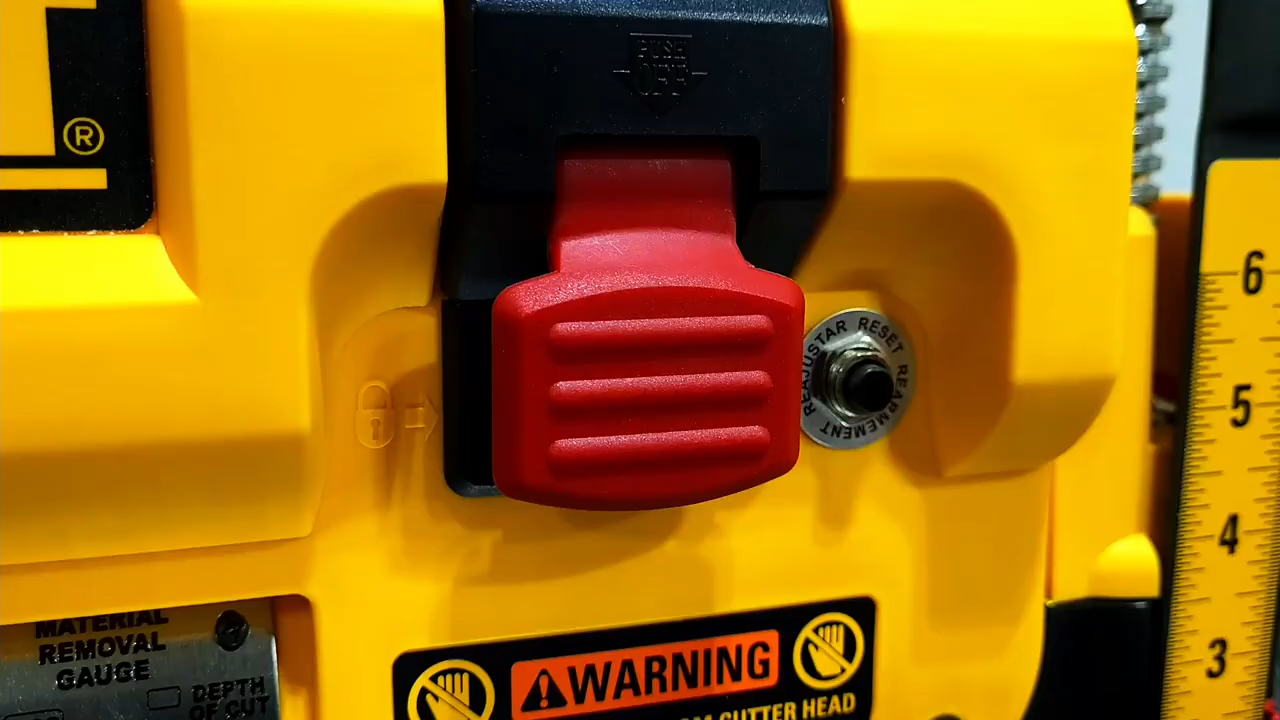 ®
PUSH
OFF
REAJUSTAR RESET REARMEMENT
6
5
4
3
MATERIAL
REMOVAL
GAUGE
DEPTH
OF CUT
WARNING
CUTTER HEAD